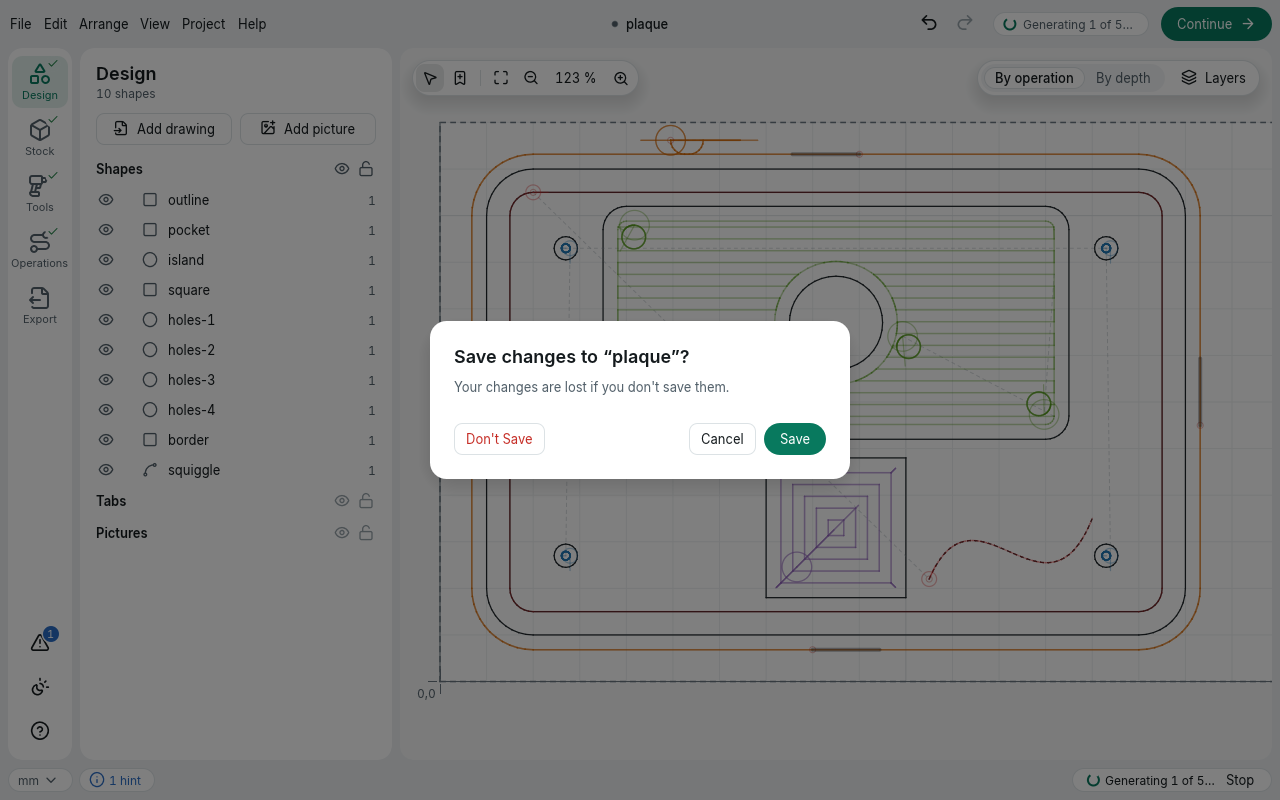 File Edit Arrange View Project Help
plaque
Generating 1 of 5...
Continue
Design
Stock
Tools
Operations
Export
1
Design
10 shapes
Add drawing
Add picture
Shapes
outline 1
pocket 1
island 1
square 1
holes-1 1
holes-2 1
holes-3 1
holes-4 1
border 1
squiggle 1
Tabs
Pictures
123 %
By operation
By depth
Layers
0,0
Save changes to “plaque”?
Your changes are lost if you don't save them.
Don't Save
Cancel
Save
mm
1 hint
Generating 1 of 5...
Stop